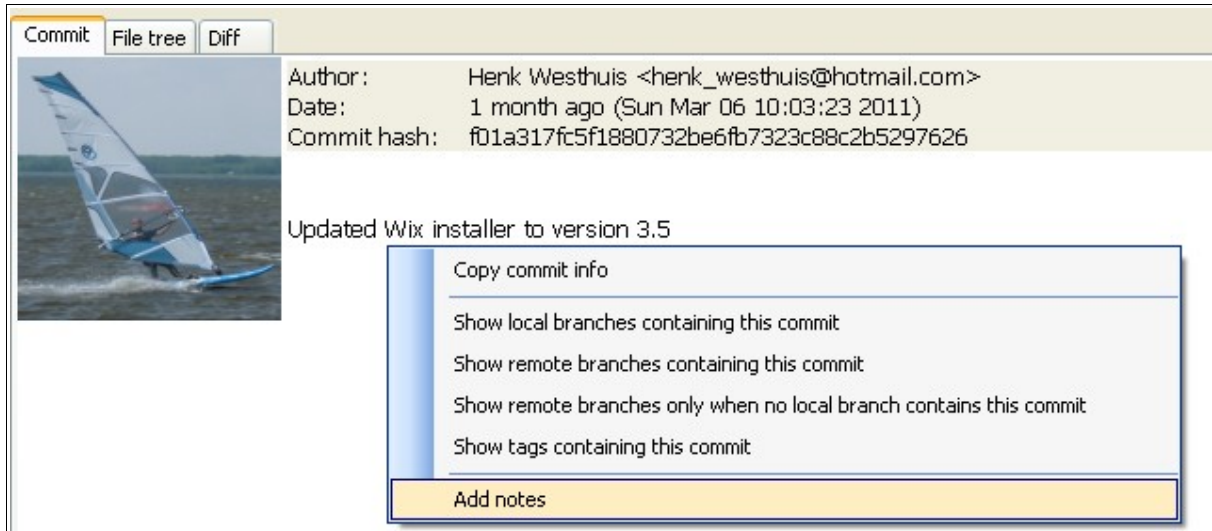 Commit File tree Diff
Author: Henk Westhuis <henk_westhuis@hotmail.com>
Date: 1 month ago (Sun Mar 06 10:03:23 2011)
Commit hash: f01a317fc5f1880732be6fb7323c88c2b5297626
Updated Wix installer to version 3.5
Copy commit info
Show local branches containing this commit
Show remote branches containing this commit
Show remote branches only when no local branch contains this commit
Show tags containing this commit
Add notes